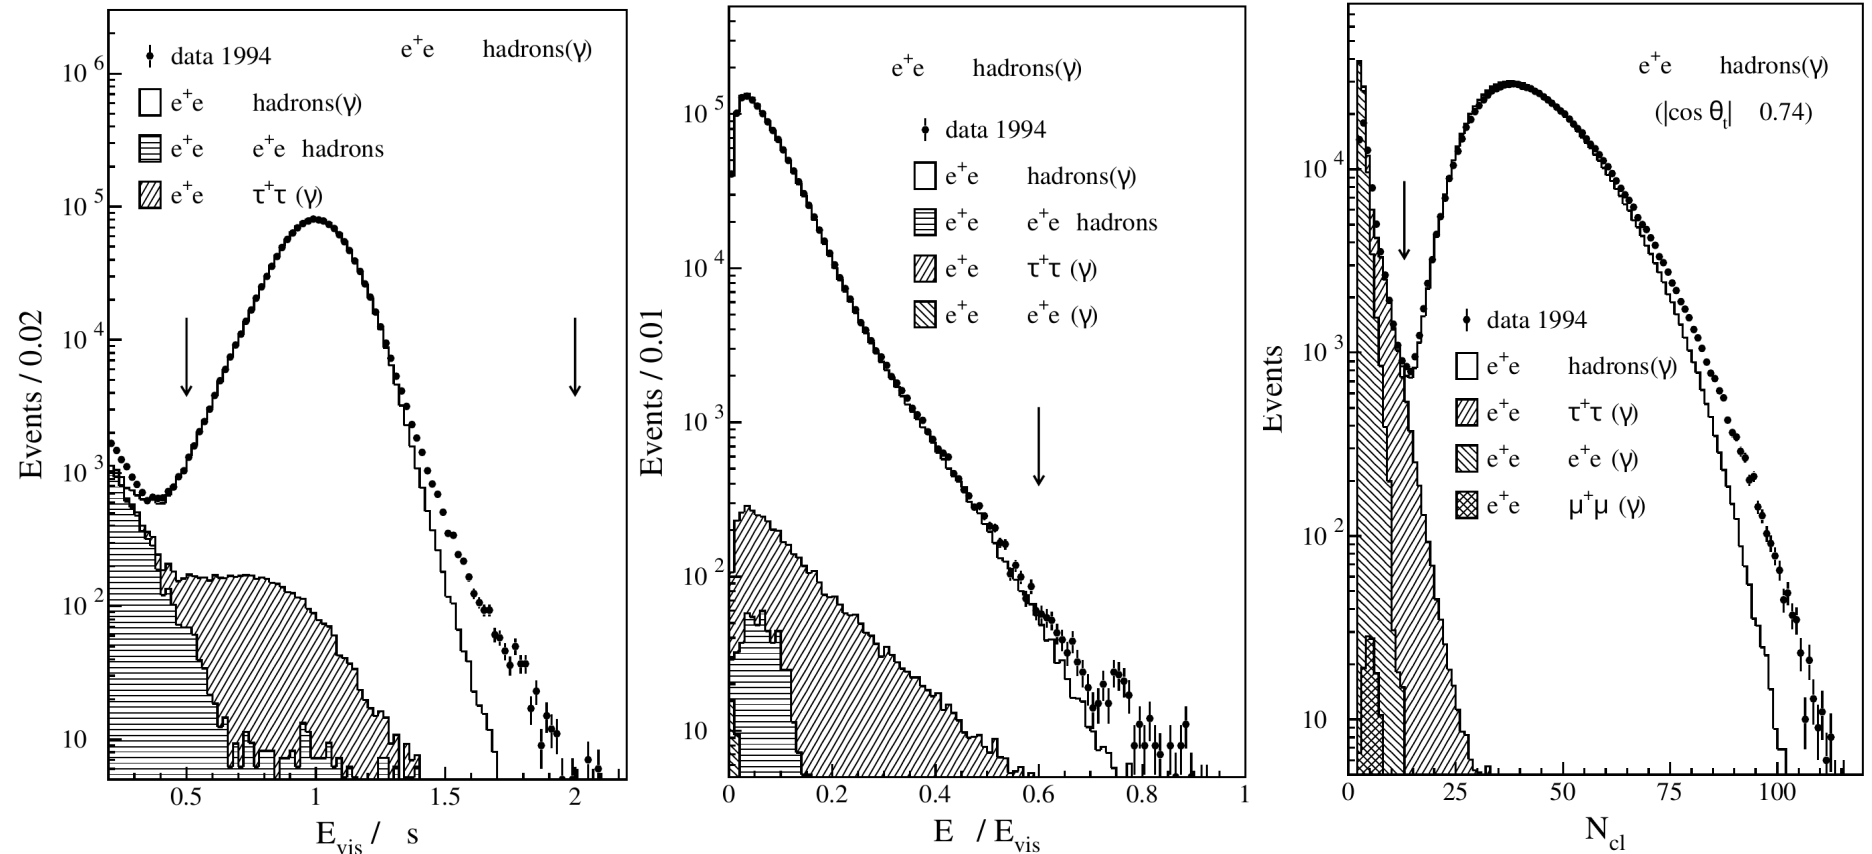 e+e hadrons(γ)
data 1994
e+e hadrons(γ)
e+e e+e hadrons
e+e τ+τ (γ)
10 6
10 5
10 4
10 3
10 2
10
Events / 0.02
0.5 1 1.5 2
E vis / s
e+e hadrons(γ)
data 1994
e+e hadrons(γ)
e+e e+e hadrons
e+e τ+τ (γ)
e+e e+e (γ)
10 5
10 4
10 3
10 2
10
Events / 0.01
0 0.2 0.4 0.6 0.8 1
E / E vis
e+e hadrons(γ)
(|cos θt| 0.74)
data 1994
e+e hadrons(γ)
e+e τ+τ (γ)
e+e e+e (γ)
e+e μ+μ (γ)
10 4
10 3
10 2
10
Events
0 25 50 75 100
N cl